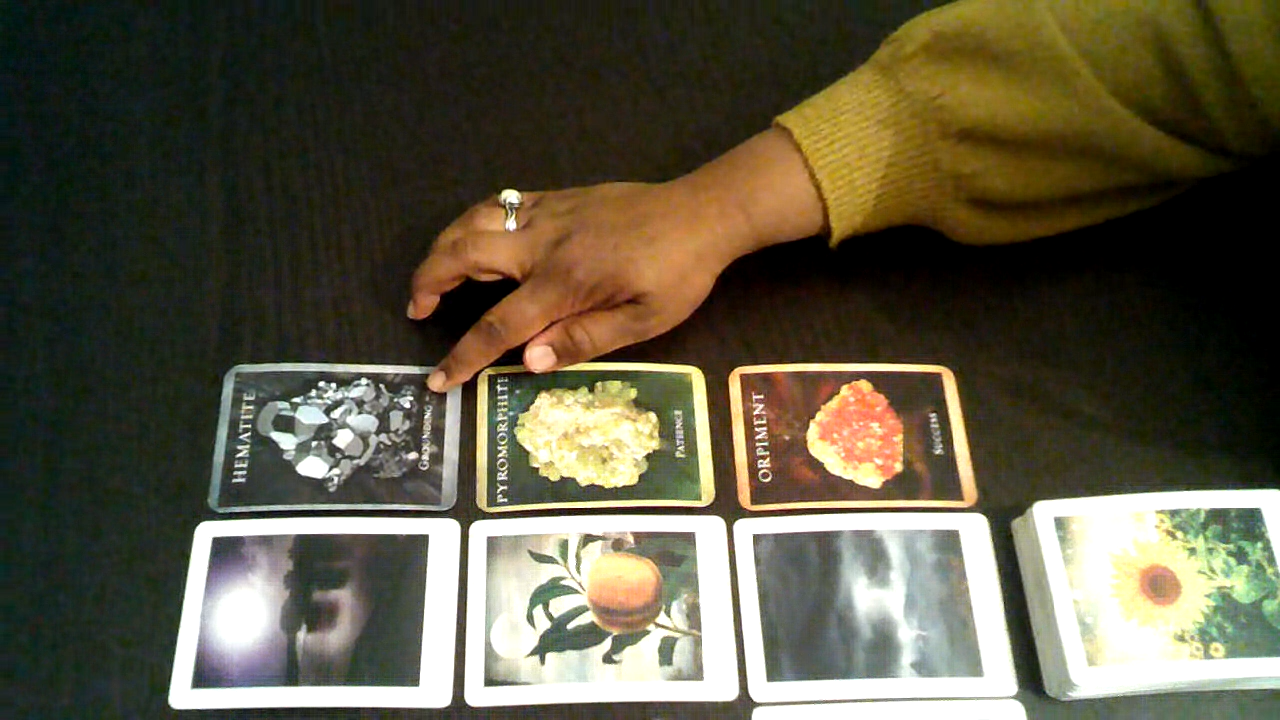 HEMATITE
GROUNDING
PYROMORPHITE
PATIENCE
ORPIMENT
SUCCESS